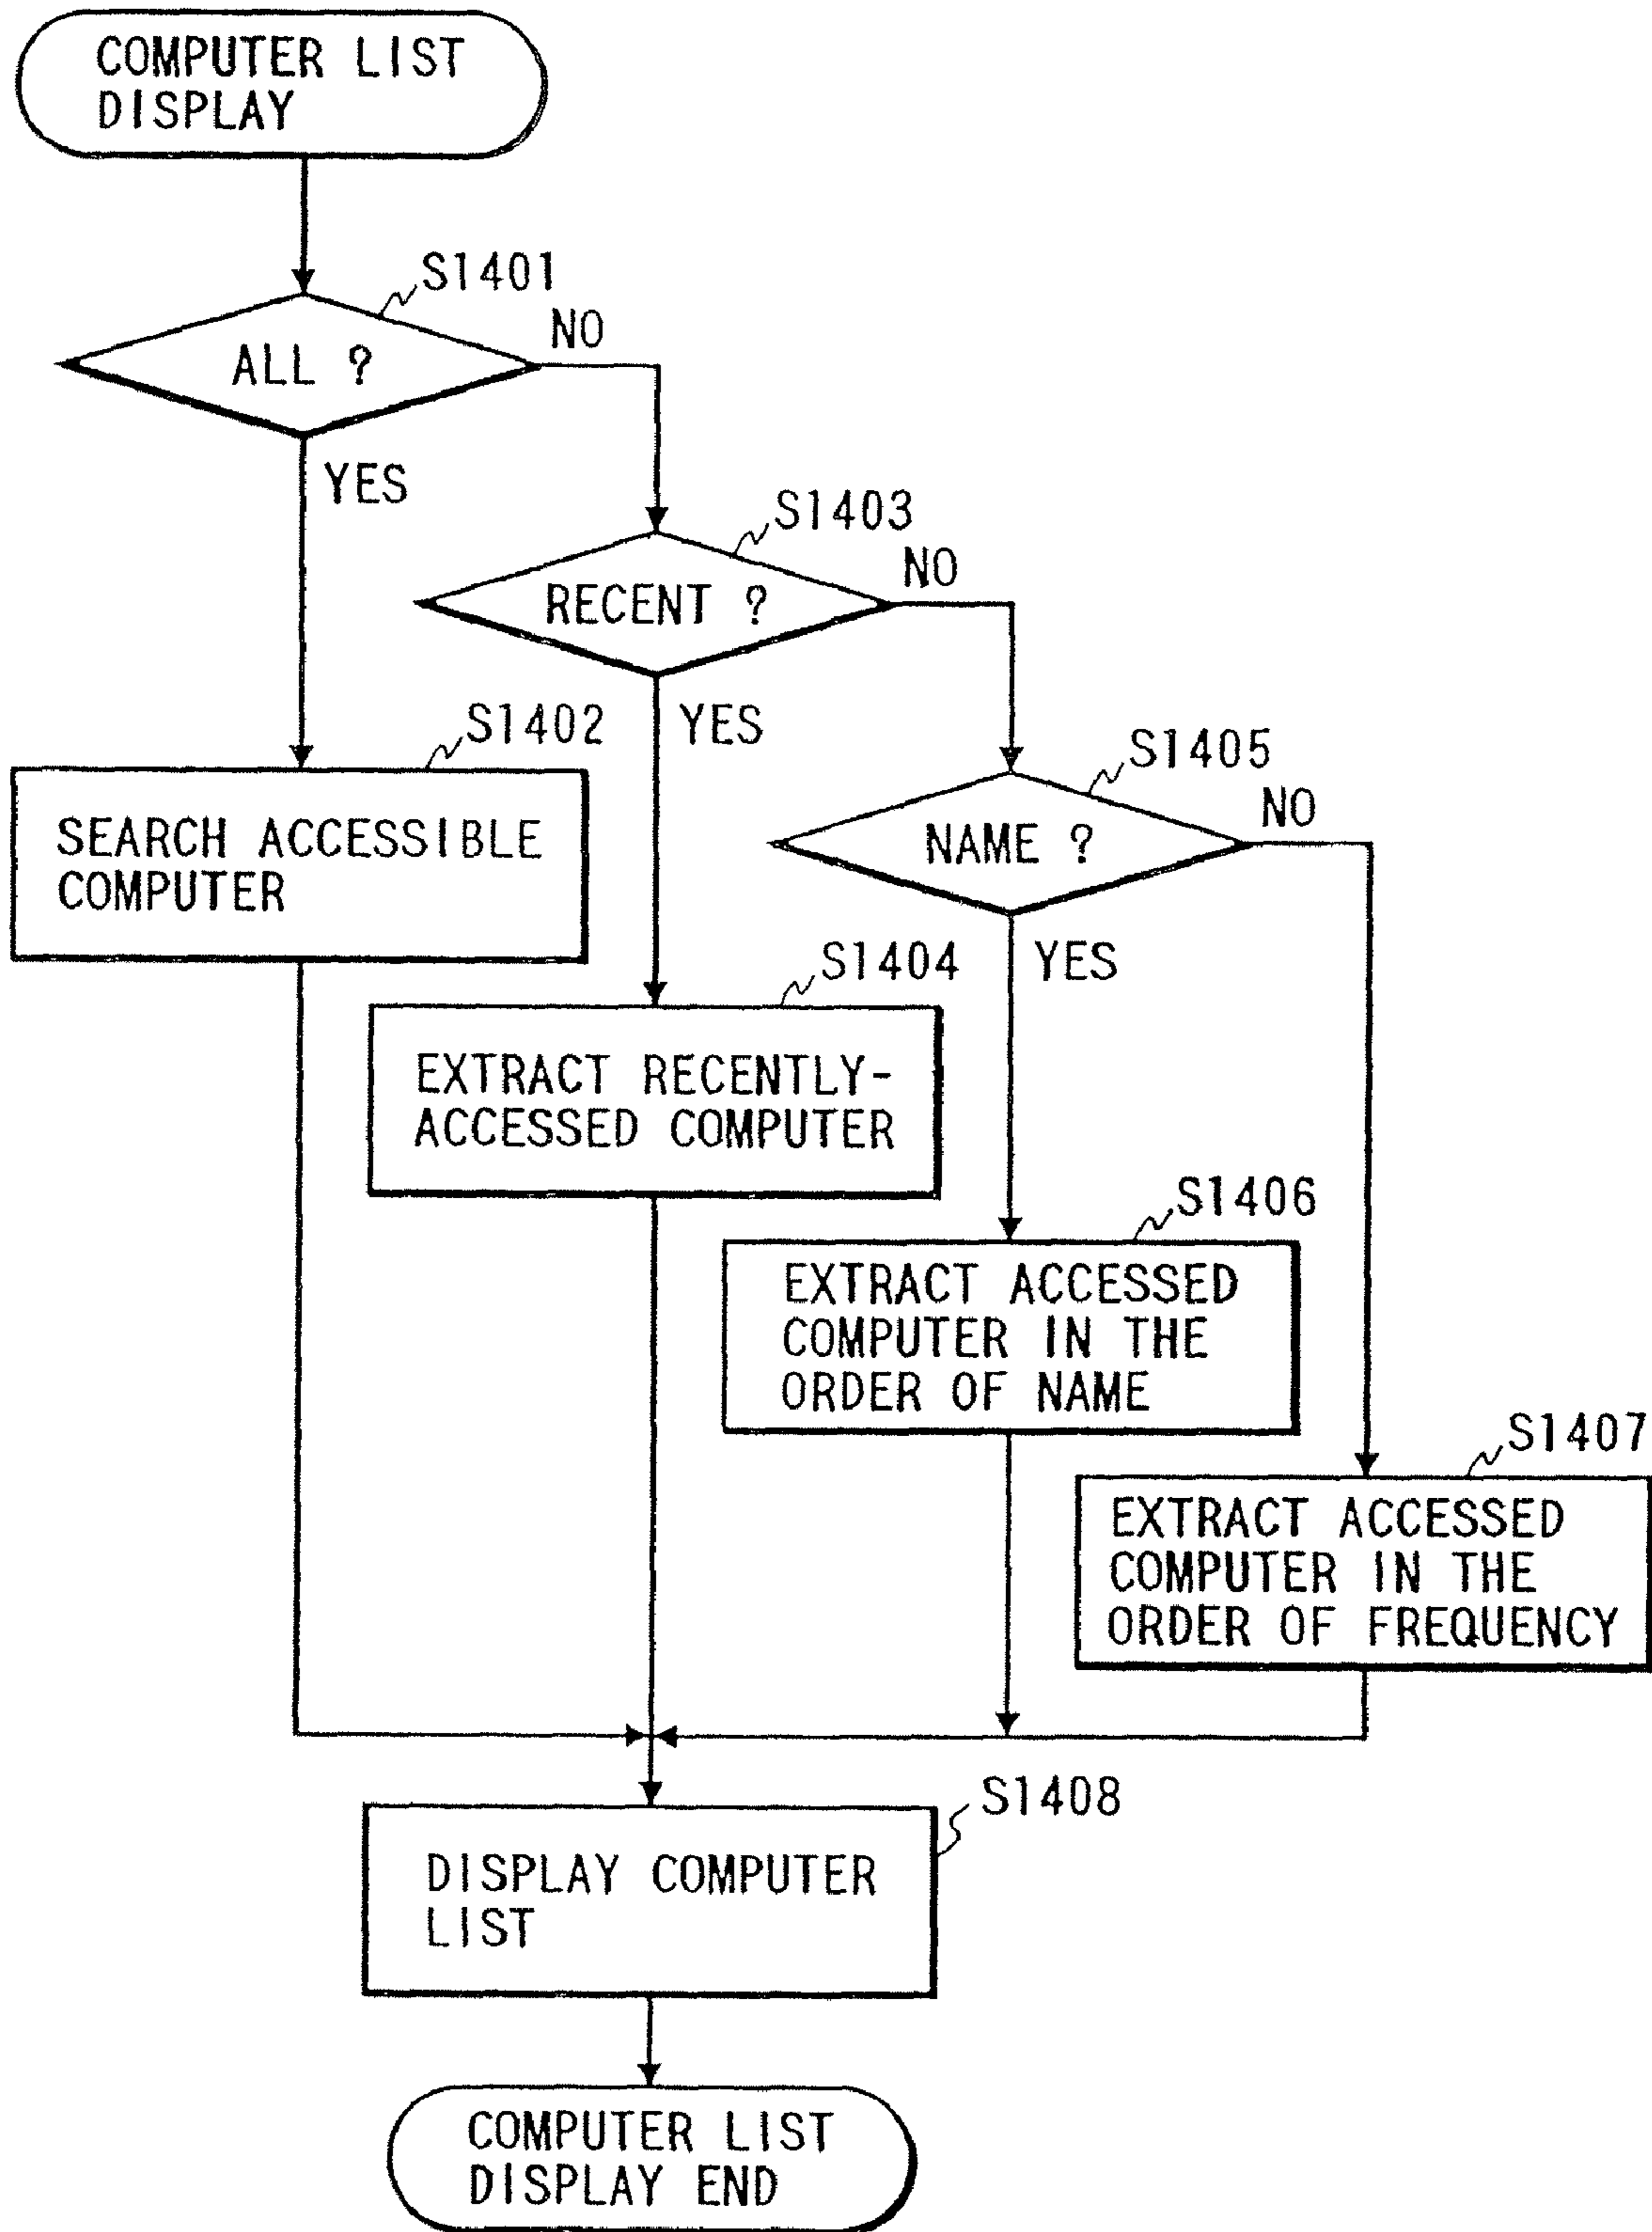 COMPUTER LIST
DISPLAY
S1401
ALL ?
NO
YES
S1403
RECENT ?
NO
YES
S1402
SEARCH ACCESSIBLE
COMPUTER
S1405
NAME ?
NO
YES
S1404
EXTRACT RECENTLY-
ACCESSED COMPUTER
S1406
EXTRACT ACCESSED
COMPUTER IN THE
ORDER OF NAME
S1407
EXTRACT ACCESSED
COMPUTER IN THE
ORDER OF FREQUENCY
S1408
DISPLAY COMPUTER
LIST
COMPUTER LIST
DISPLAY END